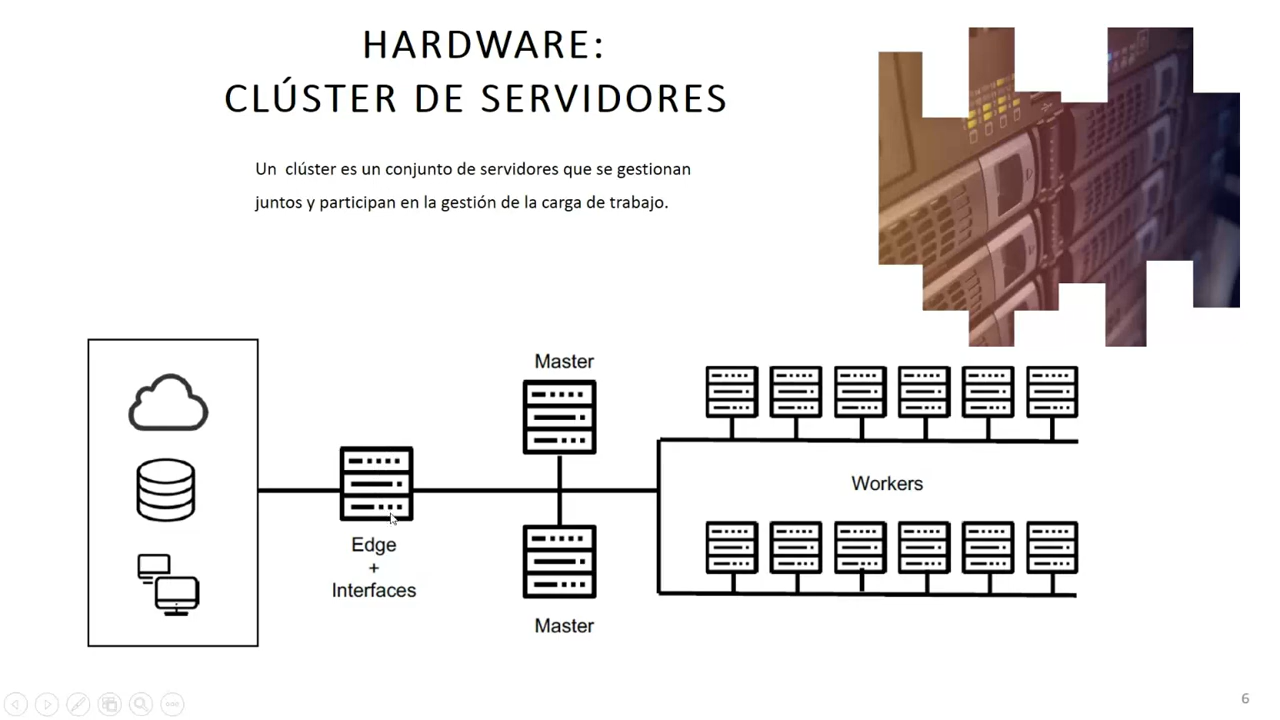 HARDWARE:
CLÚSTER DE SERVIDORES
Un clúster es un conjunto de servidores que se gestionan
juntos y participan en la gestión de la carga de trabajo.
Master
Workers
Edge
+
Interfaces
Master
6